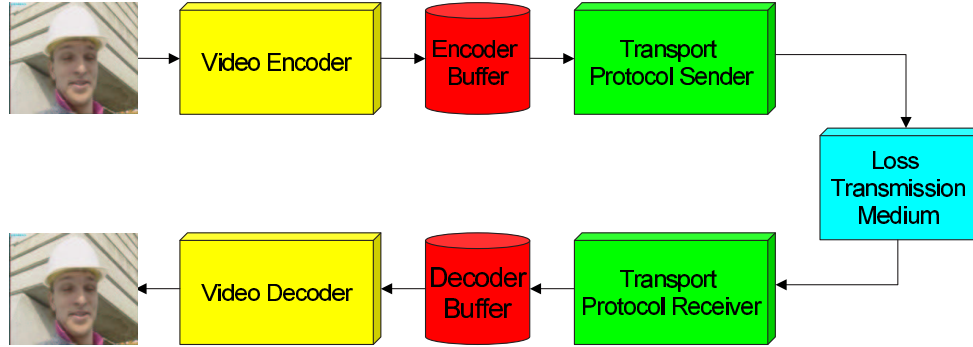 Video Encoder
Encoder
Buffer
Transport
Protocol Sender
Loss
Transmission
Medium
Transport
Protocol Receiver
Decoder
Buffer
Video Decoder